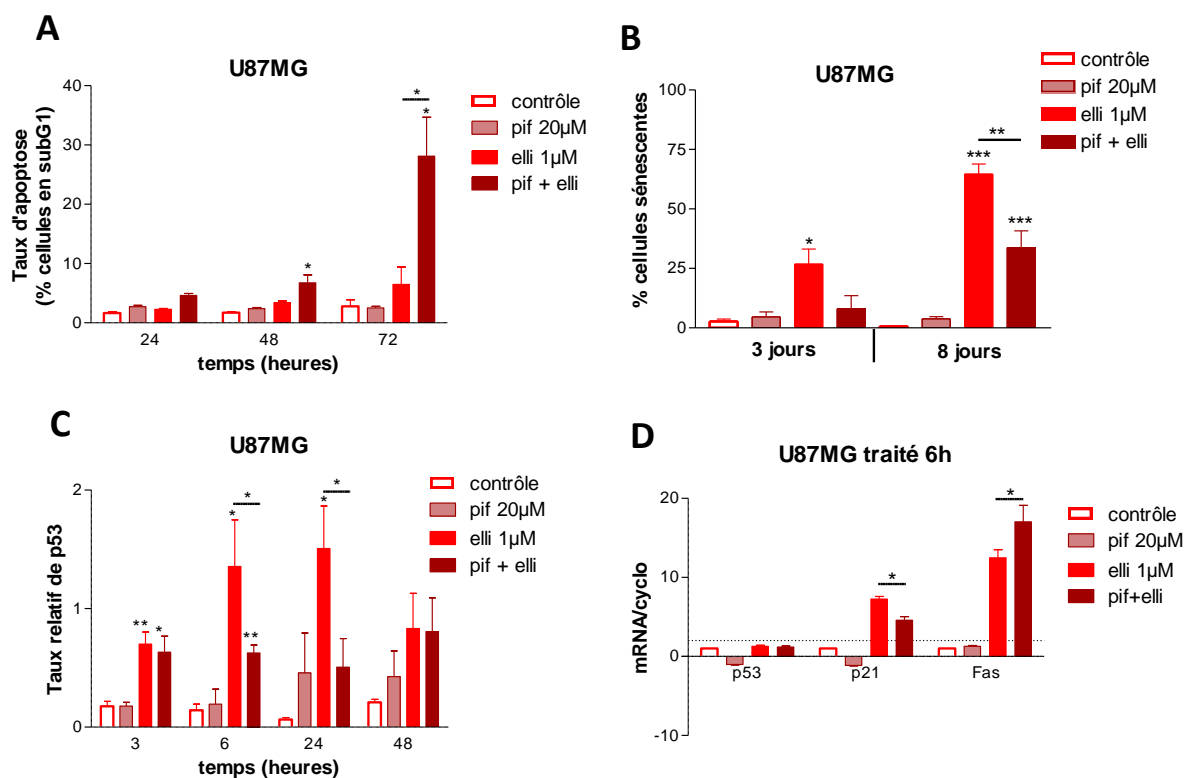 A
U87MG
Taux d'apoptose
(% cellules en subG1)
40
30
20
10
0
24
48
72
temps (heures)
*
*
*
contrôle
pif 20µM
elli 1µM
pif + elli
B
U87MG
% cellules sénescentes
100
75
50
25
0
*
***
**
***
3 jours
8 jours
contrôle
pif 20µM
elli 1µM
pif + elli
C
U87MG
Taux relatif de p53
2
1
0
**
*
*
*
**
*
*
3
6
24
48
temps (heures)
contrôle
pif 20µM
elli 1µM
pif + elli
D
U87MG traité 6h
mRNA/cyclo
20
10
0
-10
*
*
p53
p21
Fas
contrôle
pif 20µM
elli 1µM
pif+elli